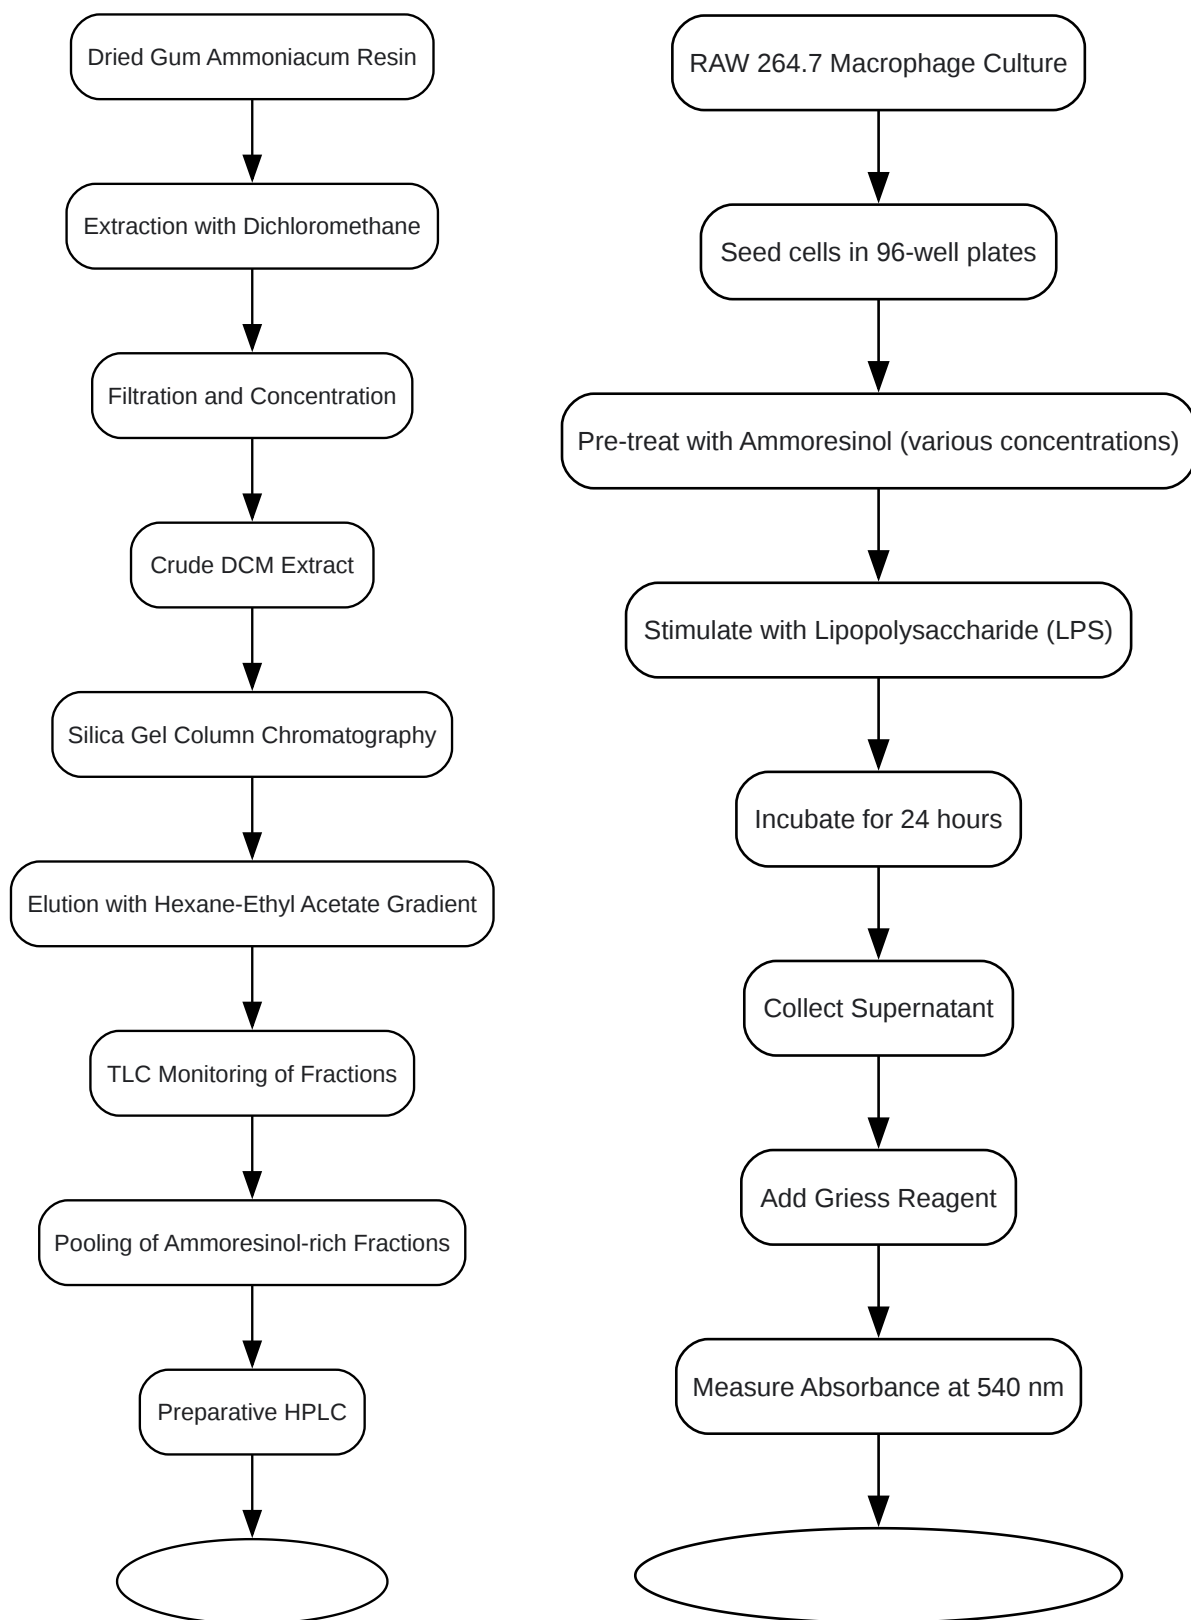 Dried Gum Ammoniacum Resin
Extraction with Dichloromethane
Filtration and Concentration
Crude DCM Extract
Silica Gel Column Chromatography
Elution with Hexane-Ethyl Acetate Gradient
TLC Monitoring of Fractions
Pooling of Ammoresinol-rich Fractions
Preparative HPLC
RAW 264.7 Macrophage Culture
Seed cells in 96-well plates
Pre-treat with Ammoresinol (various concentrations)
Stimulate with Lipopolysaccharide (LPS)
Incubate for 24 hours
Collect Supernatant
Add Griess Reagent
Measure Absorbance at 540 nm